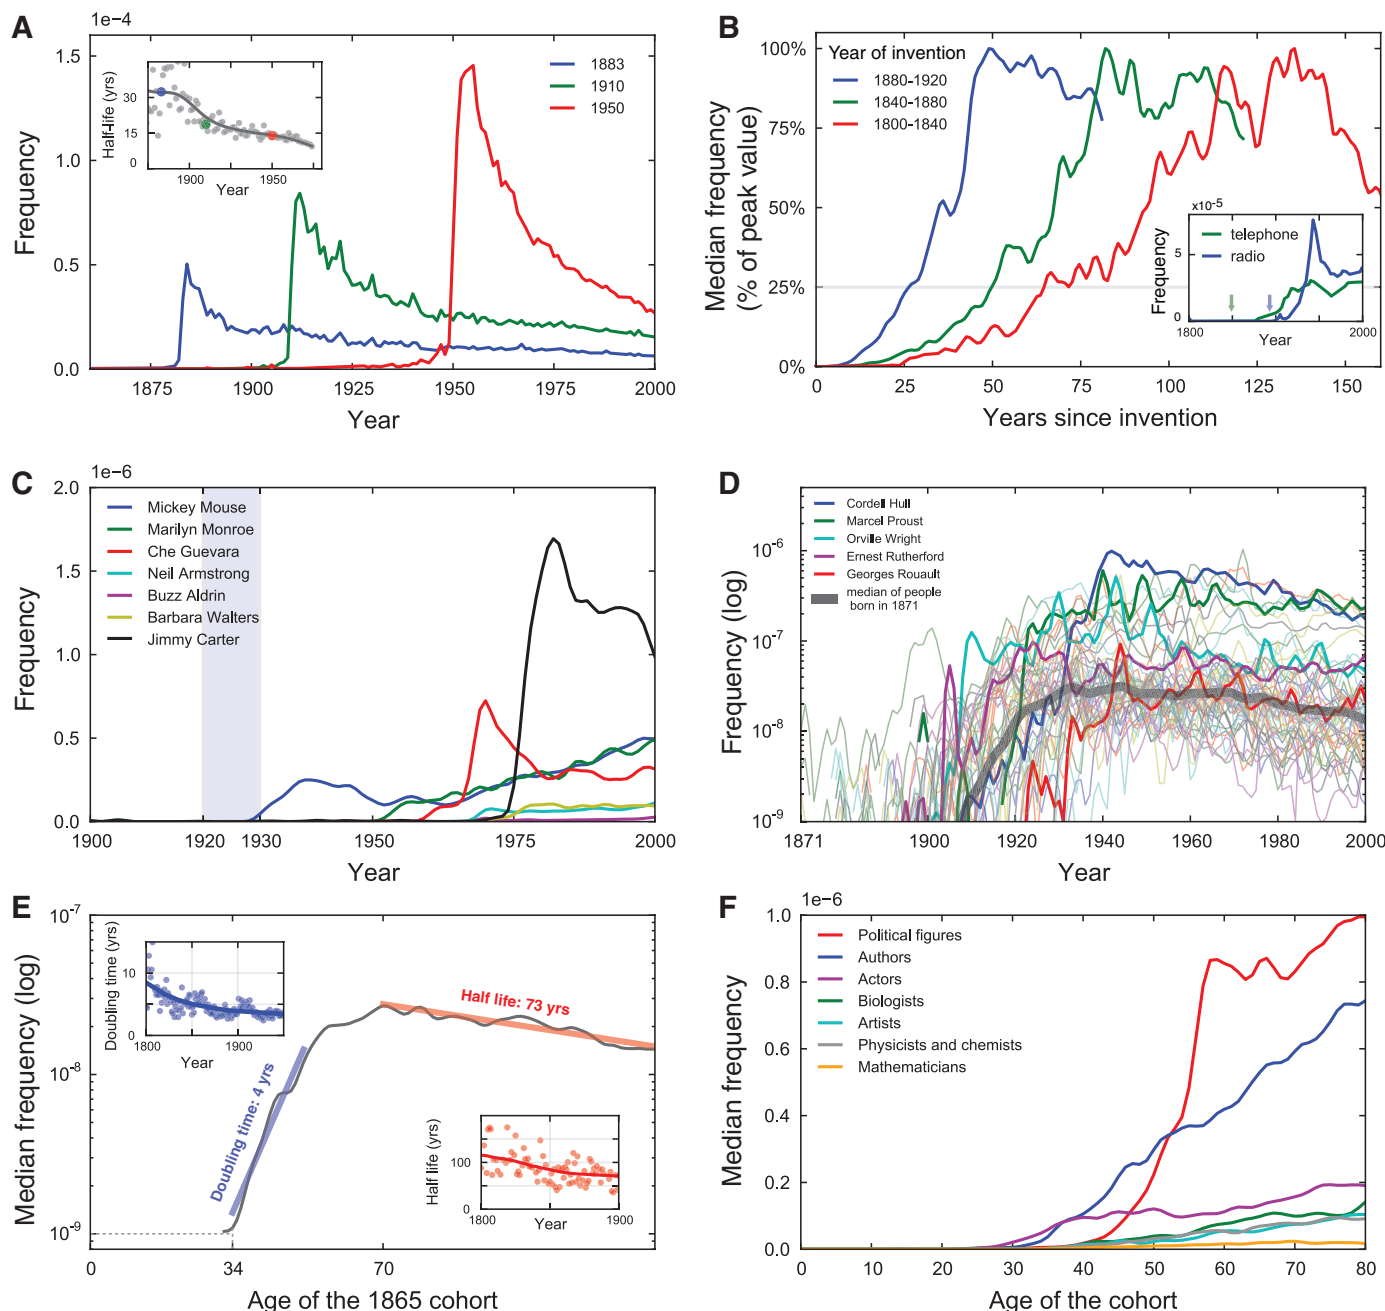 A
1e−4
1.5
1.0
0.5
0.0
Frequency
1875
1900
1925
1950
1975
2000
Year
1883
1910
1950
Half-life (yrs)
30
15
0
1900
1950
Year
B
100%
75%
50%
25%
0%
Median frequency
(% of peak value)
0
25
50
75
100
125
150
Years since invention
Year of invention
1880-1920
1840-1880
1800-1840
x10-5
5
0
Frequency
telephone
radio
1800
2000
Year
C
1e−6
2.0
1.5
1.0
0.5
0.0
Frequency
1900
1920
1930
1950
1975
2000
Year
Mickey Mouse
Marilyn Monroe
Che Guevara
Neil Armstrong
Buzz Aldrin
Barbara Walters
Jimmy Carter
D
10-6
10-7
10-8
10-9
Frequency (log)
1871
1900
1920
1940
1960
1980
2000
Year
Cordell Hull
Marcel Proust
Orville Wright
Ernest Rutherford
Georges Rouault
median of people
born in 1871
E
10-7
10-8
10-9
Median frequency (log)
0
34
70
Age of the 1865 cohort
Doubling time: 4 yrs
Half life: 73 yrs
Doubling time (yrs)
10
0
1800
1900
Year
Half life (yrs)
100
0
1800
1900
Year
F
1e−6
1.0
0.8
0.6
0.4
0.2
0.0
Median frequency
0
10
20
30
40
50
60
70
80
Age of the cohort
Political figures
Authors
Actors
Biologists
Artists
Physicists and chemists
Mathematicians